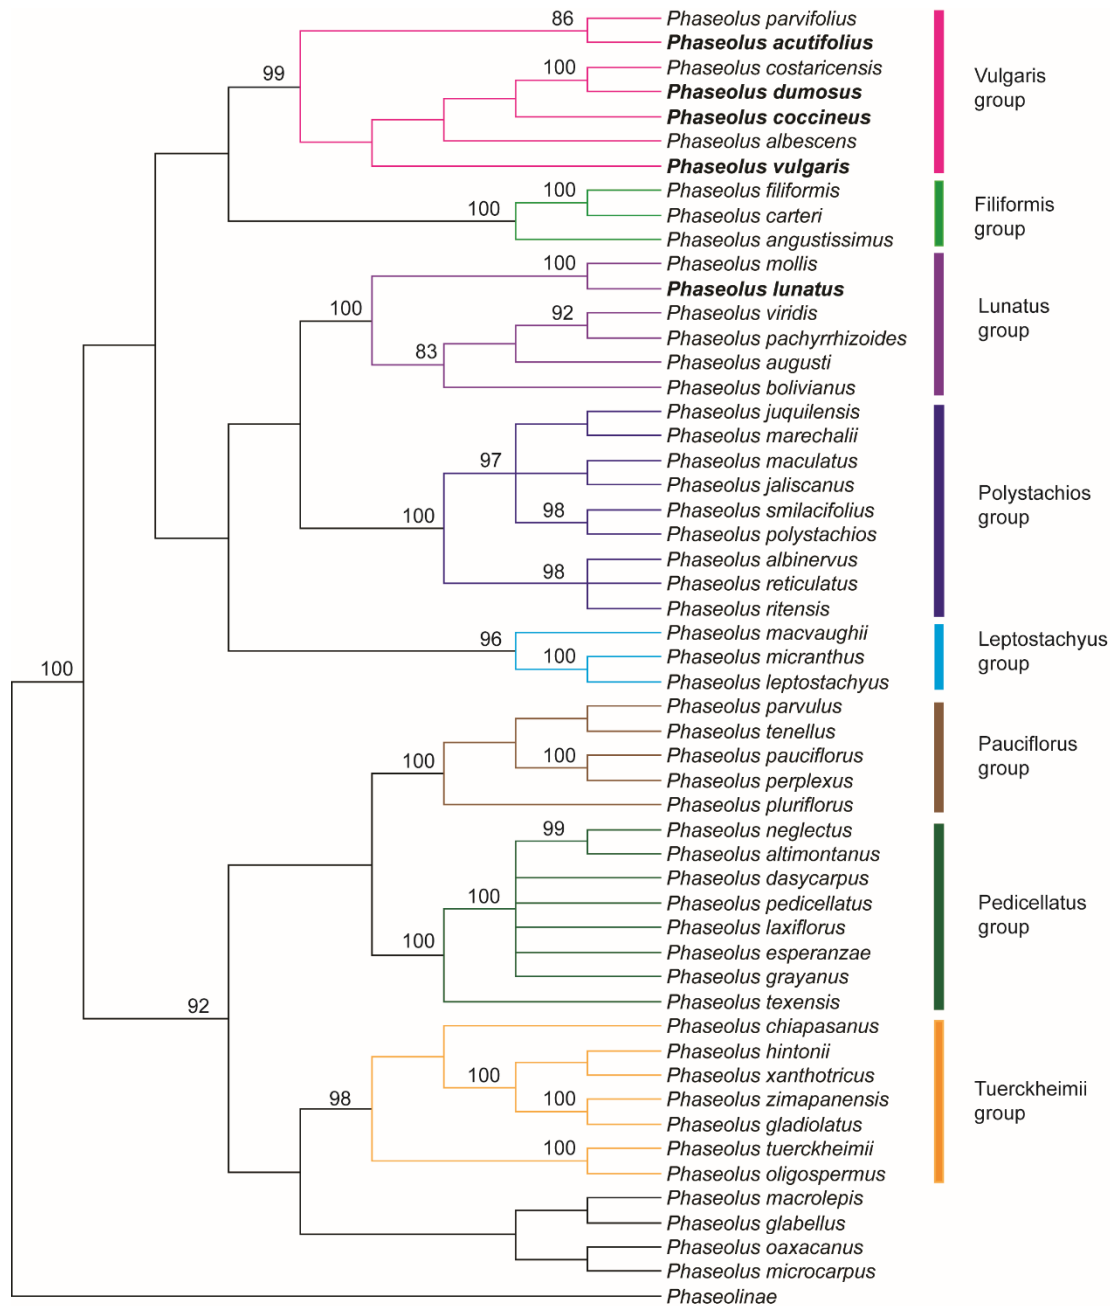 86
Phaseolus parvifolius
Phaseolus acutifolius
99
100
Phaseolus costaricensis
Vulgaris
group
Phaseolus dumosus
Phaseolus coccineus
Phaseolus albescens
Phaseolus vulgaris
100
Phaseolus filiformis
100
Phaseolus carteri
Filiformis
group
Phaseolus angustissimus
100
Phaseolus mollis
Phaseolus lunatus
100
92
Phaseolus viridis
Lunatus
group
83
Phaseolus pachyrrhizoides
Phaseolus augusti
Phaseolus bolivianus
Phaseolus juquilensis
Phaseolus marechalii
97
Phaseolus maculatus
Phaseolus jaliscanus
Polystachios
group
98
Phaseolus smilacifolius
100
Phaseolus polystachios
98
Phaseolus albinervus
Phaseolus reticulatus
Phaseolus ritensis
96
Phaseolus macvaughii
Leptostachyus
group
100
Phaseolus micranthus
100
Phaseolus leptostachyus
Phaseolus parvulus
Phaseolus tenellus
100
100
Phaseolus pauciflorus
Pauciflorus
group
Phaseolus perplexus
Phaseolus pluriflorus
99
Phaseolus neglectus
Phaseolus altimontanus
Phaseolus dasycarpus
100
Phaseolus pedicellatus
Pedicellatus
group
Phaseolus laxiflorus
100
Phaseolus esperanzae
Phaseolus grayanus
92
Phaseolus texensis
Phaseolus chiapasanus
Phaseolus hintonii
100
Phaseolus xanthotricus
98
100
Phaseolus zimapanensis
Tuerckheimii
group
Phaseolus gladiolatus
100
Phaseolus tuerckheimii
Phaseolus oligospermus
Phaseolus macrolepis
Phaseolus glabellus
Phaseolus oaxacanus
Phaseolus microcarpus
Phaseolinae